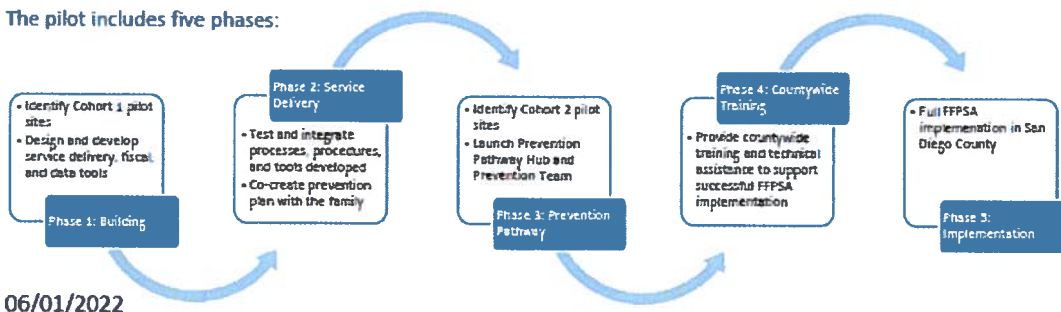 The pilot includes five phases:
• Identify Cohort 1 pilot
sites
• Design and develop
service delivery, fiscal
and data tools
Phase 1: Building
Phase 2: Service
Delivery
• Test and integrate
processes, procedures,
and tools developed
• Co-create prevention
plan with the family
• Identify Cohort 2 pilot
sites
• Launch Prevention
Pathway Hub and
Prevention Team
Phase 3: Prevention
Pathway
Phase 4: Countywide
Training
• Provide countywide
training and technical
assistance to support
successful FFPSA
implementation
• Full FFPSA
implemenation in San
Diego County
Phase 5:
Implementation
06/01/2022